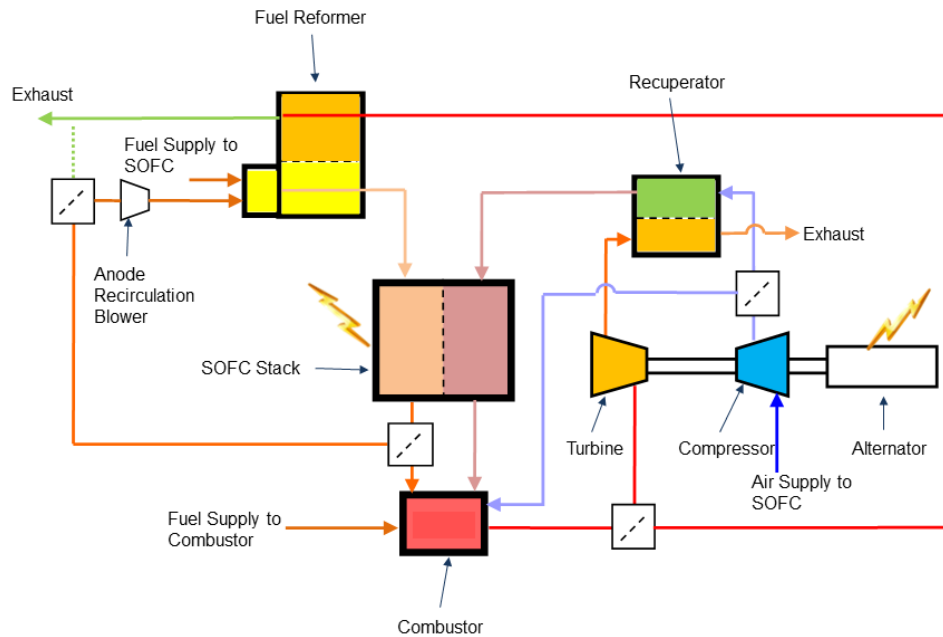 Fuel Reformer
Recuperator
Exhaust
Fuel Supply to
SOFC
Exhaust
Anode
Recirculation
Blower
SOFC Stack
Turbine
Compressor
Alternator
Air Supply to
SOFC
Fuel Supply to
Combustor
Combustor